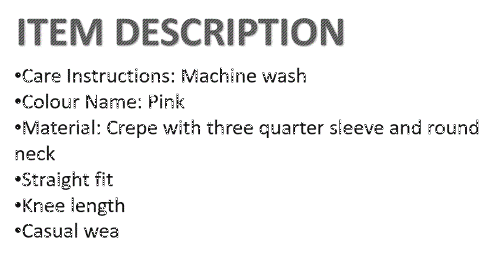 ITEM DESCRIPTION
•Care Instructions: Machine wash
•Colour Name: Pink
•Material: Crepe with three quarter sleeve and round
neck
•Straight fit
•Knee length
•Casual wea